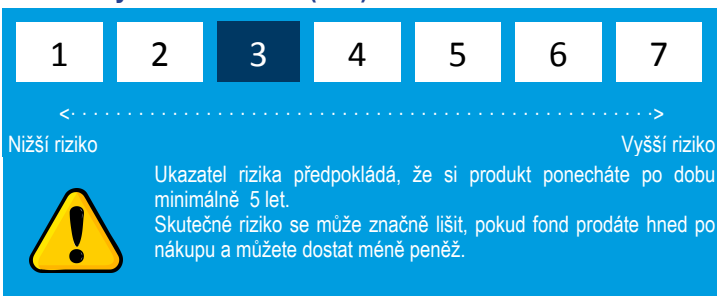 1 2 3 4 5 6 7
<· · · · · · · · · · · · · · · · · · · · · · · · · · · · · · · · · · · · · · · · · · · · · · · · · · · ·>
Nižší riziko Vyšší riziko
Ukazatel rizika předpokládá, že si produkt ponecháte po dobu
minimálně 5 let.
Skutečné riziko se může značně lišit, pokud fond prodáte hned po
nákupu a můžete dostat méně peněž.